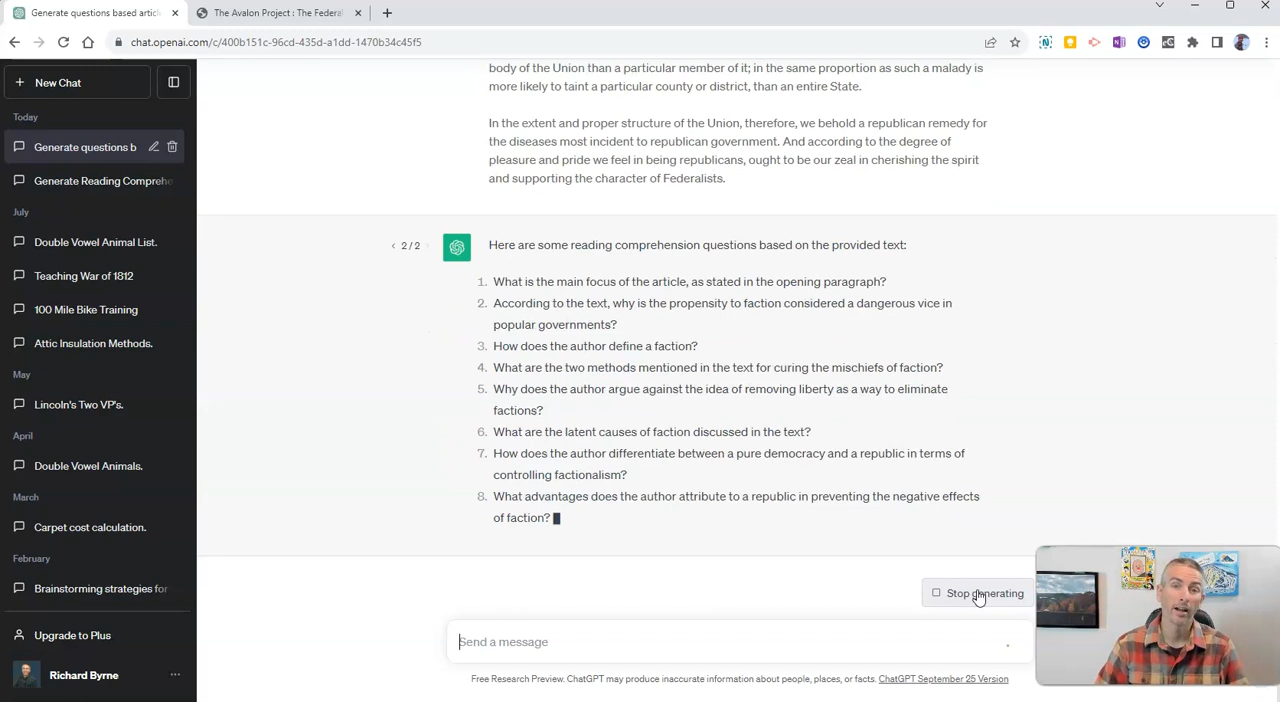 Generate questions based article
The Avalon Project : The Federal
chat.openai.com/c/400b151c-96cd-435d-a1dd-1470b34c45f5
New Chat
Today
Generate questions b
Generate Reading Comprehe
July
Double Vowel Animal List.
Teaching War of 1812
100 Mile Bike Training
Attic Insulation Methods.
May
Lincoln's Two VP's.
April
Double Vowel Animals.
March
Carpet cost calculation.
February
Brainstorming strategies for
Upgrade to Plus
Richard Byrne
body of the Union than a particular member of it; in the same proportion as such a malady is
more likely to taint a particular county or district, than an entire State.
In the extent and proper structure of the Union, therefore, we behold a republican remedy for
the diseases most incident to republican government. And according to the degree of
pleasure and pride we feel in being republicans, ought to be our zeal in cherishing the spirit
and supporting the character of Federalists.
< 2/2 >
Here are some reading comprehension questions based on the provided text:
1. What is the main focus of the article, as stated in the opening paragraph?
2. According to the text, why is the propensity to faction considered a dangerous vice in
popular governments?
3. How does the author define a faction?
4. What are the two methods mentioned in the text for curing the mischiefs of faction?
5. Why does the author argue against the idea of removing liberty as a way to eliminate
factions?
6. What are the latent causes of faction discussed in the text?
7. How does the author differentiate between a pure democracy and a republic in terms of
controlling factionalism?
8. What advantages does the author attribute to a republic in preventing the negative effects
of faction?
Stop generating
Send a message
Free Research Preview. ChatGPT may produce inaccurate information about people, places, or facts. ChatGPT September 25 Version